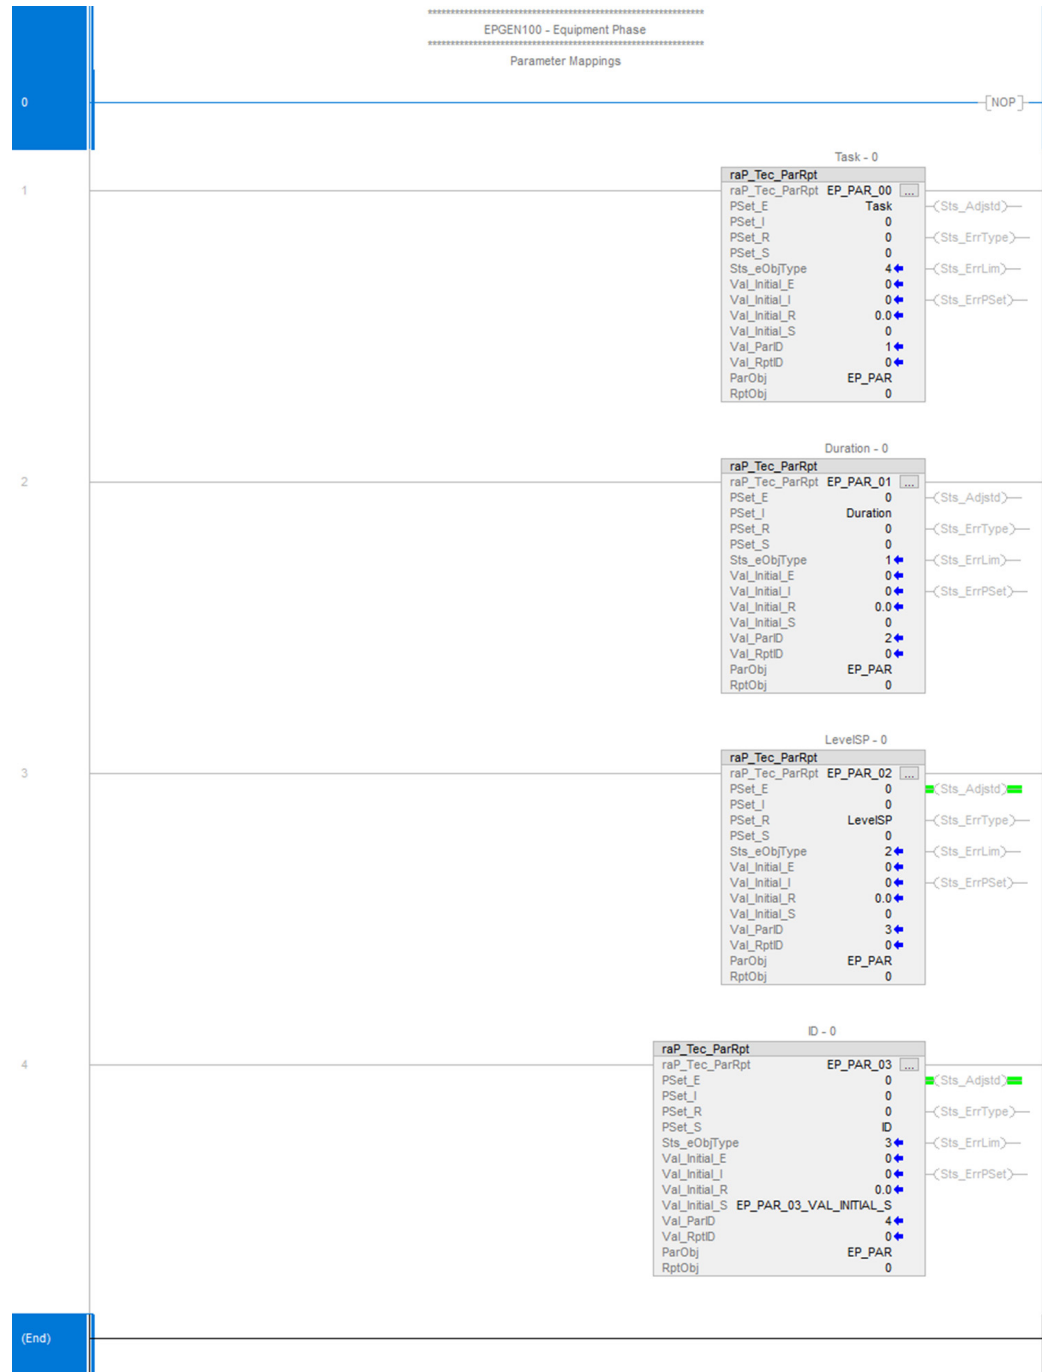 ************************************************************
EPGEN100 - Equipment Phase
************************************************************
Parameter Mappings
0
NOP
Task - 0
1
raP_Tec_ParRpt
raP_Tec_ParRpt EP_PAR_00 ...
PSet_E Task (Sts_Adjstd)
PSet_I 0
PSet_R 0 (Sts_ErrType)
PSet_S 0
Sts_eObjType 4 (Sts_ErrLim)
Val_Initial_E 0
Val_Initial_I 0 (Sts_ErrPSet)
Val_Initial_R 0.0
Val_Initial_S 0
Val_ParID 1
Val_RptID 0
ParObj EP_PAR
RptObj 0
Duration - 0
2
raP_Tec_ParRpt
raP_Tec_ParRpt EP_PAR_01 ...
PSet_E 0 (Sts_Adjstd)
PSet_I Duration
PSet_R 0 (Sts_ErrType)
PSet_S 0
Sts_eObjType 1 (Sts_ErrLim)
Val_Initial_E 0
Val_Initial_I 0 (Sts_ErrPSet)
Val_Initial_R 0.0
Val_Initial_S 0
Val_ParID 2
Val_RptID 0
ParObj EP_PAR
RptObj 0
LevelSP - 0
3
raP_Tec_ParRpt
raP_Tec_ParRpt EP_PAR_02 ...
PSet_E 0 (Sts_Adjstd)
PSet_I 0
PSet_R LevelSP (Sts_ErrType)
PSet_S 0
Sts_eObjType 2 (Sts_ErrLim)
Val_Initial_E 0
Val_Initial_I 0 (Sts_ErrPSet)
Val_Initial_R 0.0
Val_Initial_S 0
Val_ParID 3
Val_RptID 0
ParObj EP_PAR
RptObj 0
ID - 0
4
raP_Tec_ParRpt
raP_Tec_ParRpt EP_PAR_03 ...
PSet_E 0 (Sts_Adjstd)
PSet_I 0
PSet_R 0 (Sts_ErrType)
PSet_S ID
Sts_eObjType 3 (Sts_ErrLim)
Val_Initial_E 0
Val_Initial_I 0 (Sts_ErrPSet)
Val_Initial_R 0.0
Val_Initial_S EP_PAR_03_VAL_INITIAL_S
Val_ParID 4
Val_RptID 0
ParObj EP_PAR
RptObj 0
(End)